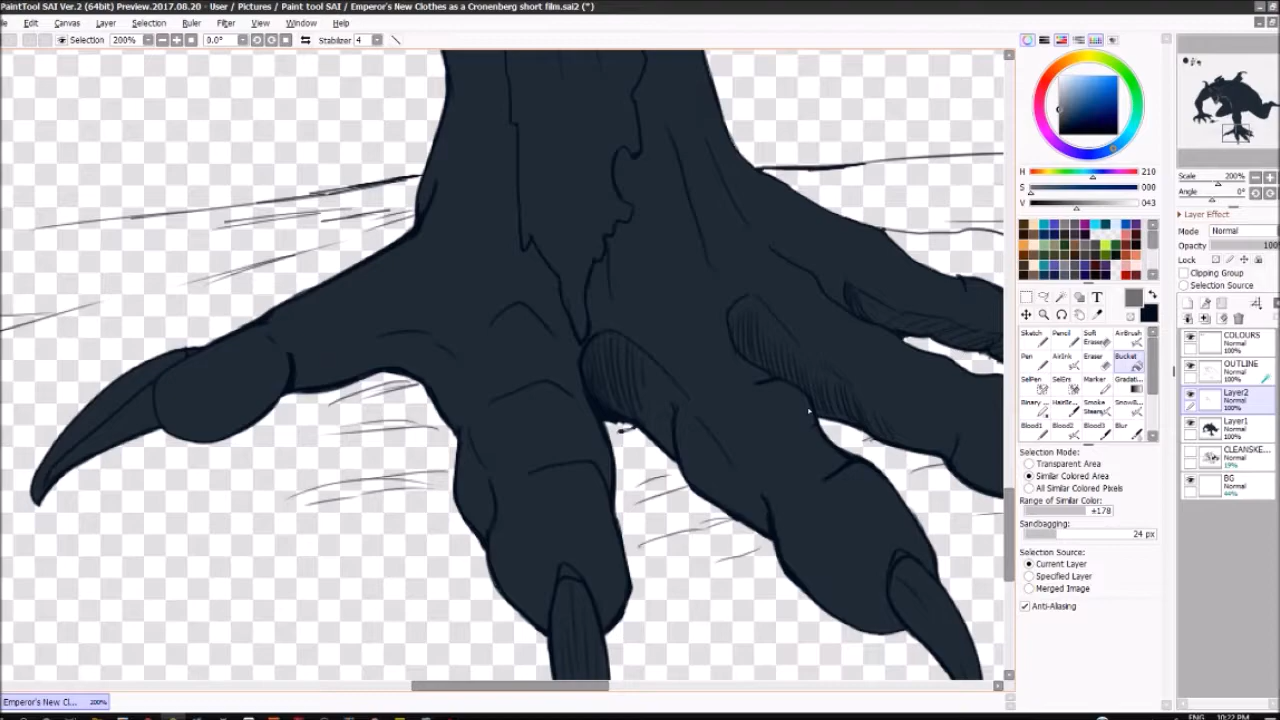 PaintTool SAI Ver.2 (64bit) Preview.2017.08.20 - User / Pictures / Paint tool SAI / Emperor's New Clothes as a Cronenberg short film.sai2 (*)
Edit Canvas Layer Selection Ruler Filter View Window Help
Selection 200% 0.0° Stabilizer 4
H 210
S 000
V 043
Scale 200%
Angle 0°
Layer Effect
Mode Normal
Opacity 100
Lock
Clipping Group
Selection Source
T
Sketch Pencil Soft Eraser AirBrush
Pen AirInk Eraser Bucket
SelPen SelErs Marker Gradati
Binary HairBr Smoke Steamy SnowB
Blood1 Blood2 Blood3 Blur
COLOURS
Normal
100%
OUTLINE
Normal
100%
Layer2
Normal
100%
Layer1
Normal
100%
CLEANSKE
Normal
19%
BG
Normal
44%
Selection Mode:
Transparent Area
Similar Colored Area
All Similar Colored Pixels
Range of Similar Color:
±178
Sandbagging:
24 px
Selection Source:
Current Layer
Specified Layer
Merged Image
Anti-Aliasing
Emperor's New Cl... 200%
ENG 10:22 PM